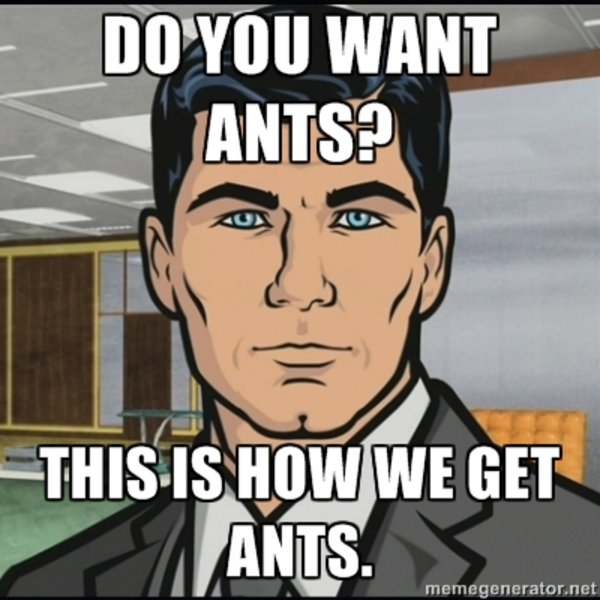 DO YOU WANT
ANTS?
THIS IS HOW WE GET
ANTS.
memegenerator.net